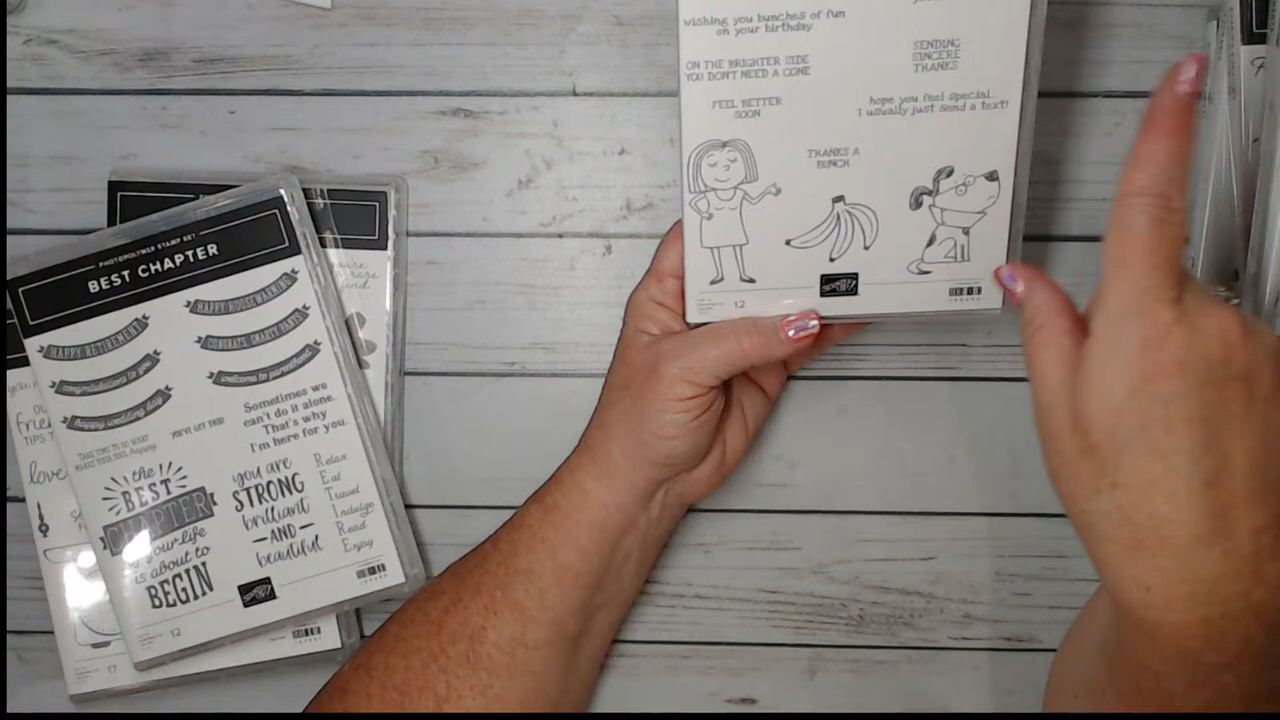 wishing you bunches of fun
on your birthday
ON THE BRIGHTER SIDE
YOU DON'T NEED A CONE
SENDING
SINCERE
THANKS
FEEL BETTER
SOON
hope you feel special...
I usually just send a text!
THANKS A
BUNCH
12
PHOTOPOLYMER STAMP SET
BEST CHAPTER
HAPPY RETIREMENT
congratulations to you
happy wedding day
HAPPY HOUSEWARMING
CONGRATS, SMARTY PANTS
welcome to parenthood
TAKE TIME TO DO WHAT
MAKES YOUR SOUL happy.
YOU'VE GOT THIS!
Sometimes we
can't do it alone.
That's why
I'm here for you.
the
BEST
CHAPTER
of your life
is about to
BEGIN
you are
STRONG
brilliant
AND
beautiful
Relax
Eat
Travel
Indulge
Read
Enjoy
12
love
17